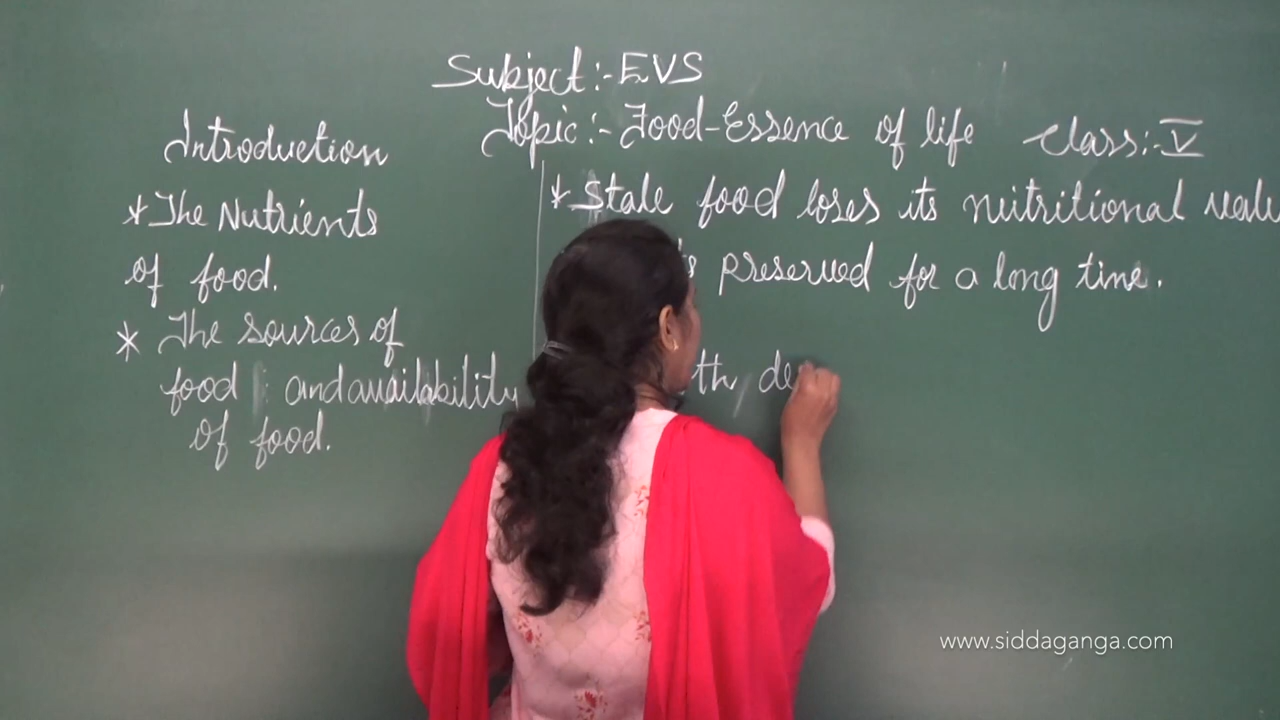 Subject:- EVS
Topic:- Food-Essence of life Class:- V
Introduction
* The Nutrients
of food.
* The sources of
food and availability
of food.
* Stale food loses its nutritional
preserved for a long time.
www.siddaganga.com